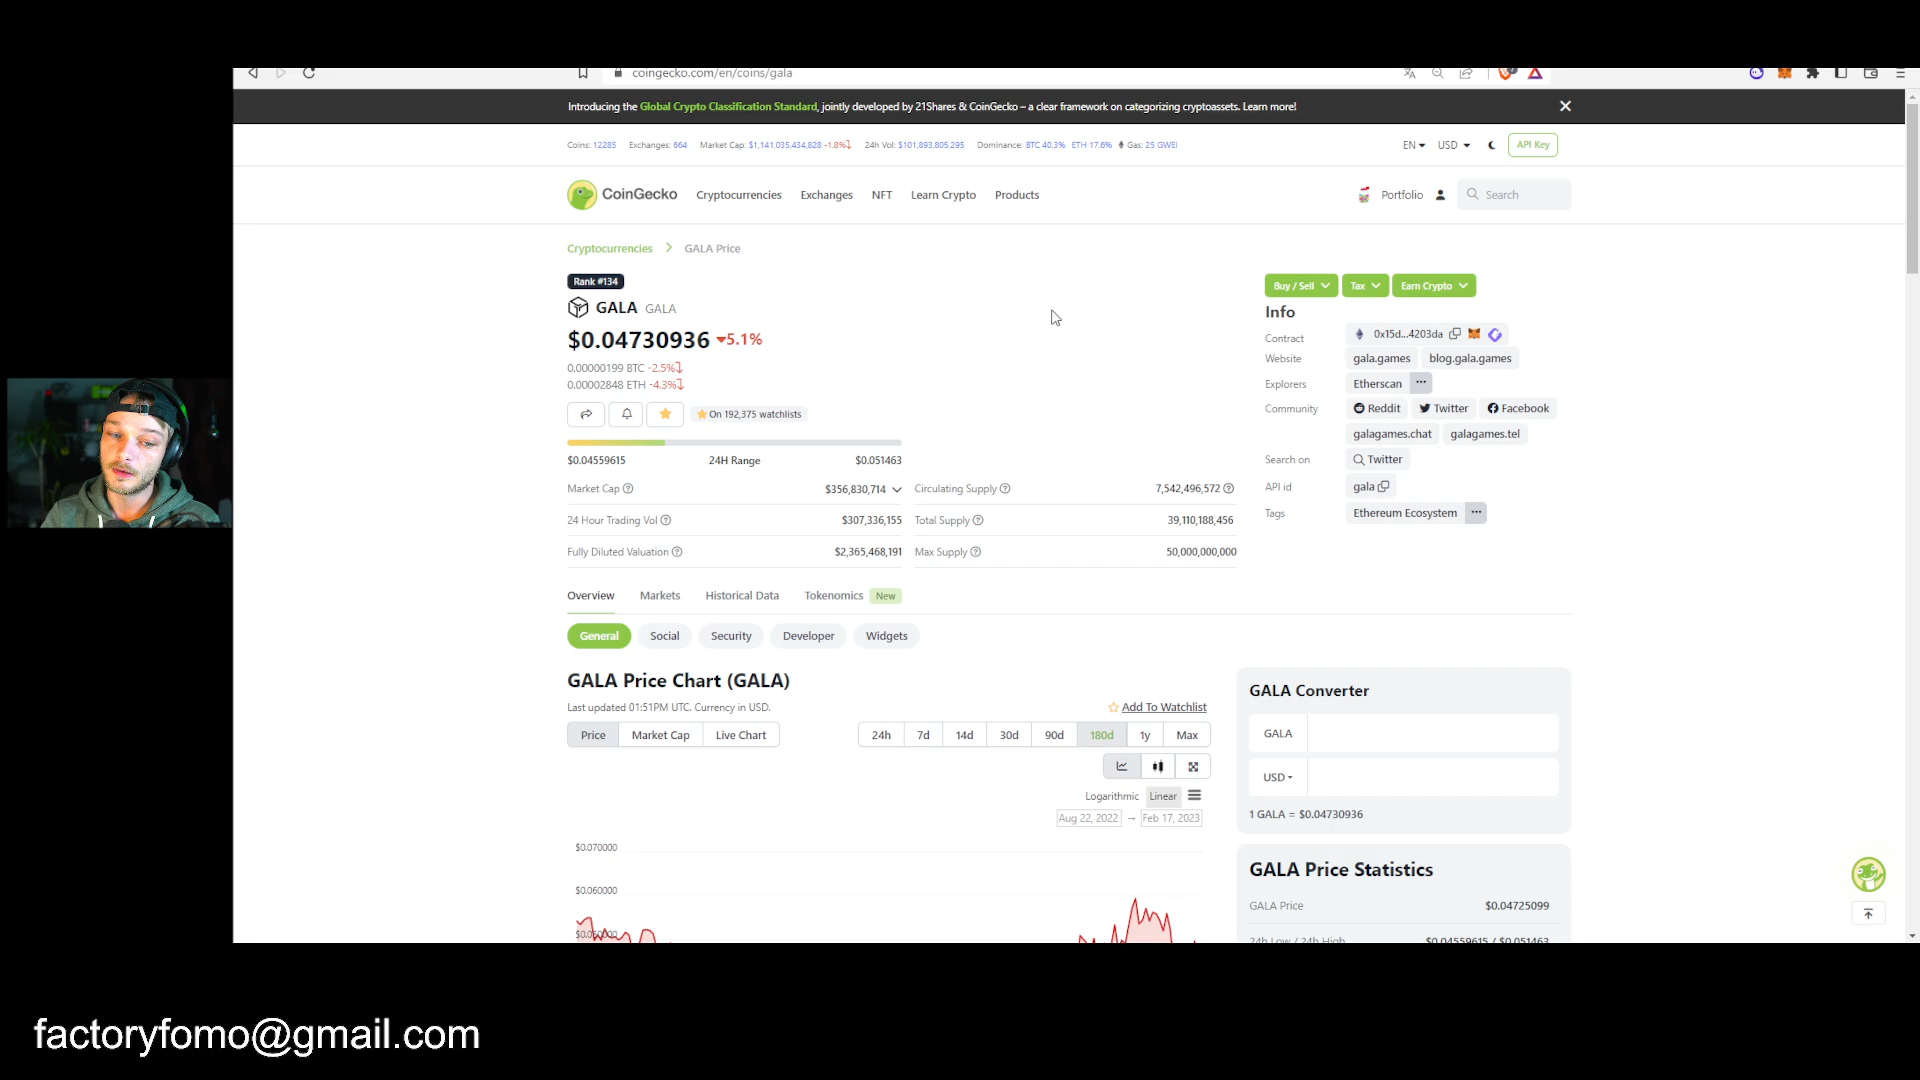 coingecko.com/en/coins/gala
Introducing the Global Crypto Classification Standard, jointly developed by 21Shares & CoinGecko – a clear framework on categorizing cryptoassets. Learn more!
Coins: 12285 Exchanges: 664 Market Cap: $1,141,035,434,828 -1.8% 24h Vol: $101,893,805,295 Dominance: BTC 40.3% ETH 17.6% Gas: 25 GWEI
EN USD API Key
CoinGecko Cryptocurrencies Exchanges NFT Learn Crypto Products Portfolio Search
Cryptocurrencies > GALA Price
Rank #134
GALA GALA
$0.04730936 5.1%
0.00000199 BTC -2.5%
0.00002848 ETH -4.3%
On 192,375 watchlists
$0.04559615 24H Range $0.051463
Market Cap $356,830,714 Circulating Supply 7,542,496,572
24 Hour Trading Vol $307,336,155 Total Supply 39,110,188,456
Fully Diluted Valuation $2,365,468,191 Max Supply 50,000,000,000
Buy / Sell Tax Earn Crypto
Info
Contract 0x15d...4203da
Website gala.games blog.gala.games
Explorers Etherscan ...
Community Reddit Twitter Facebook
galagames.chat galagames.tel
Search on Twitter
API id gala
Tags Ethereum Ecosystem ...
Overview Markets Historical Data Tokenomics New
General Social Security Developer Widgets
GALA Price Chart (GALA)
Last updated 01:51PM UTC. Currency in USD.
Add To Watchlist
Price Market Cap Live Chart
24h 7d 14d 30d 90d 180d 1y Max
Logarithmic Linear
Aug 22, 2022 → Feb 17, 2023
$0.070000
$0.060000
$0.050000
GALA Converter
GALA
USD
1 GALA = $0.04730936
GALA Price Statistics
GALA Price $0.04725099
24h Low / 24h High $0.04559615 / $0.051463
factoryfomo@gmail.com